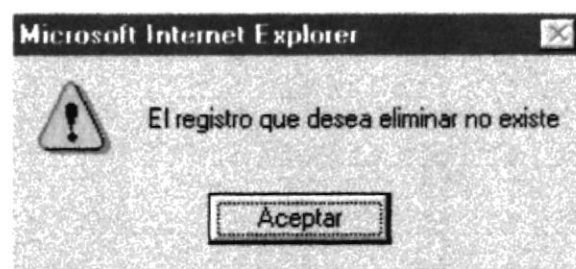 Microsoft Internet Explorer
El registro que desea eliminar no existe
Aceptar